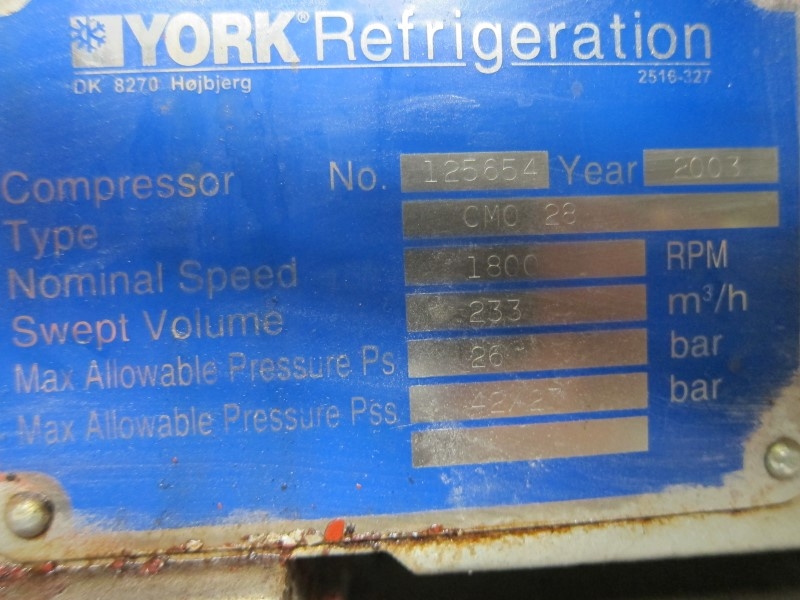 YORK® Refrigeration
DK 8270 Højbjerg 2516-327
Compressor No. 125654 Year 2003
Type CMO 28
Nominal Speed 1800 RPM
Swept Volume 233 m³/h
Max Allowable Pressure Ps 26 bar
Max Allowable Pressure Pss bar